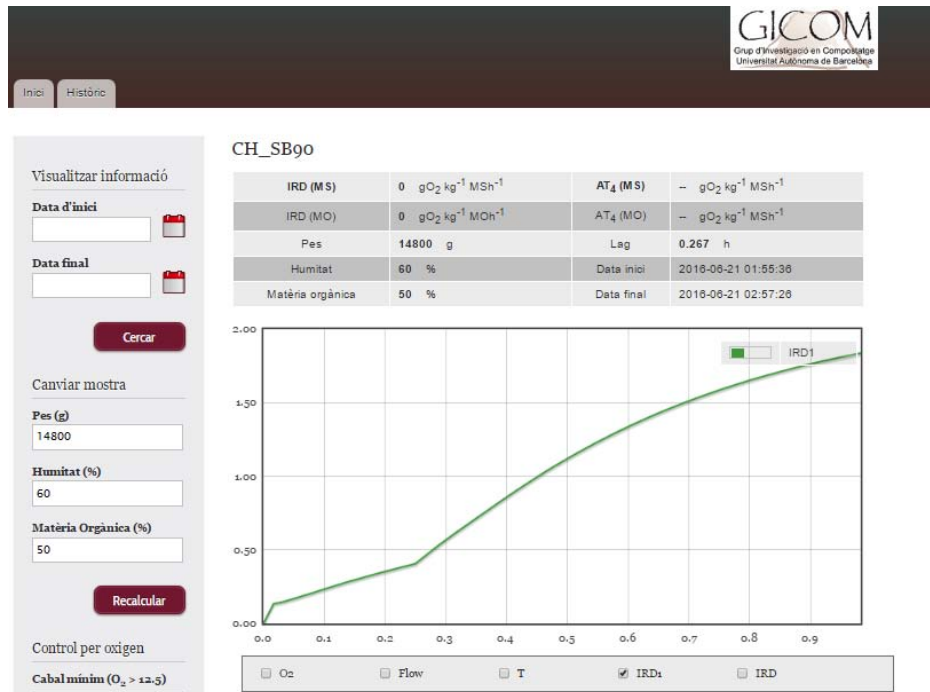 GICOM
Grup d'Investigació en Compostatge
Universitat Autònoma de Barcelona
Inici Històric
Visualitzar informació
Data d'inici
Data final
Cercar
Canviar mostra
Pes (g)
14800
Humitat (%)
60
Matèria Orgànica (%)
50
Recalcular
Control per oxigen
Cabal mínim (O₂ > 12.5)
CH_SB90
IRD (MS) 0 gO₂ kg⁻¹ MSh⁻¹ AT₄ (MS) -- gO₂ kg⁻¹ MSh⁻¹
IRD (MO) 0 gO₂ kg⁻¹ MOh⁻¹ AT₄ (MO) -- gO₂ kg⁻¹ MSh⁻¹
Pes 14800 g Lag 0.267 h
Humitat 60 % Data inici 2016-06-21 01:55:36
Matèria orgànica 50 % Data final 2016-06-21 02:57:26
IRD1
2.00
1.50
1.00
0.50
0.00
0.0 0.1 0.2 0.3 0.4 0.5 0.6 0.7 0.8 0.9
O2 Flow T IRD1 IRD